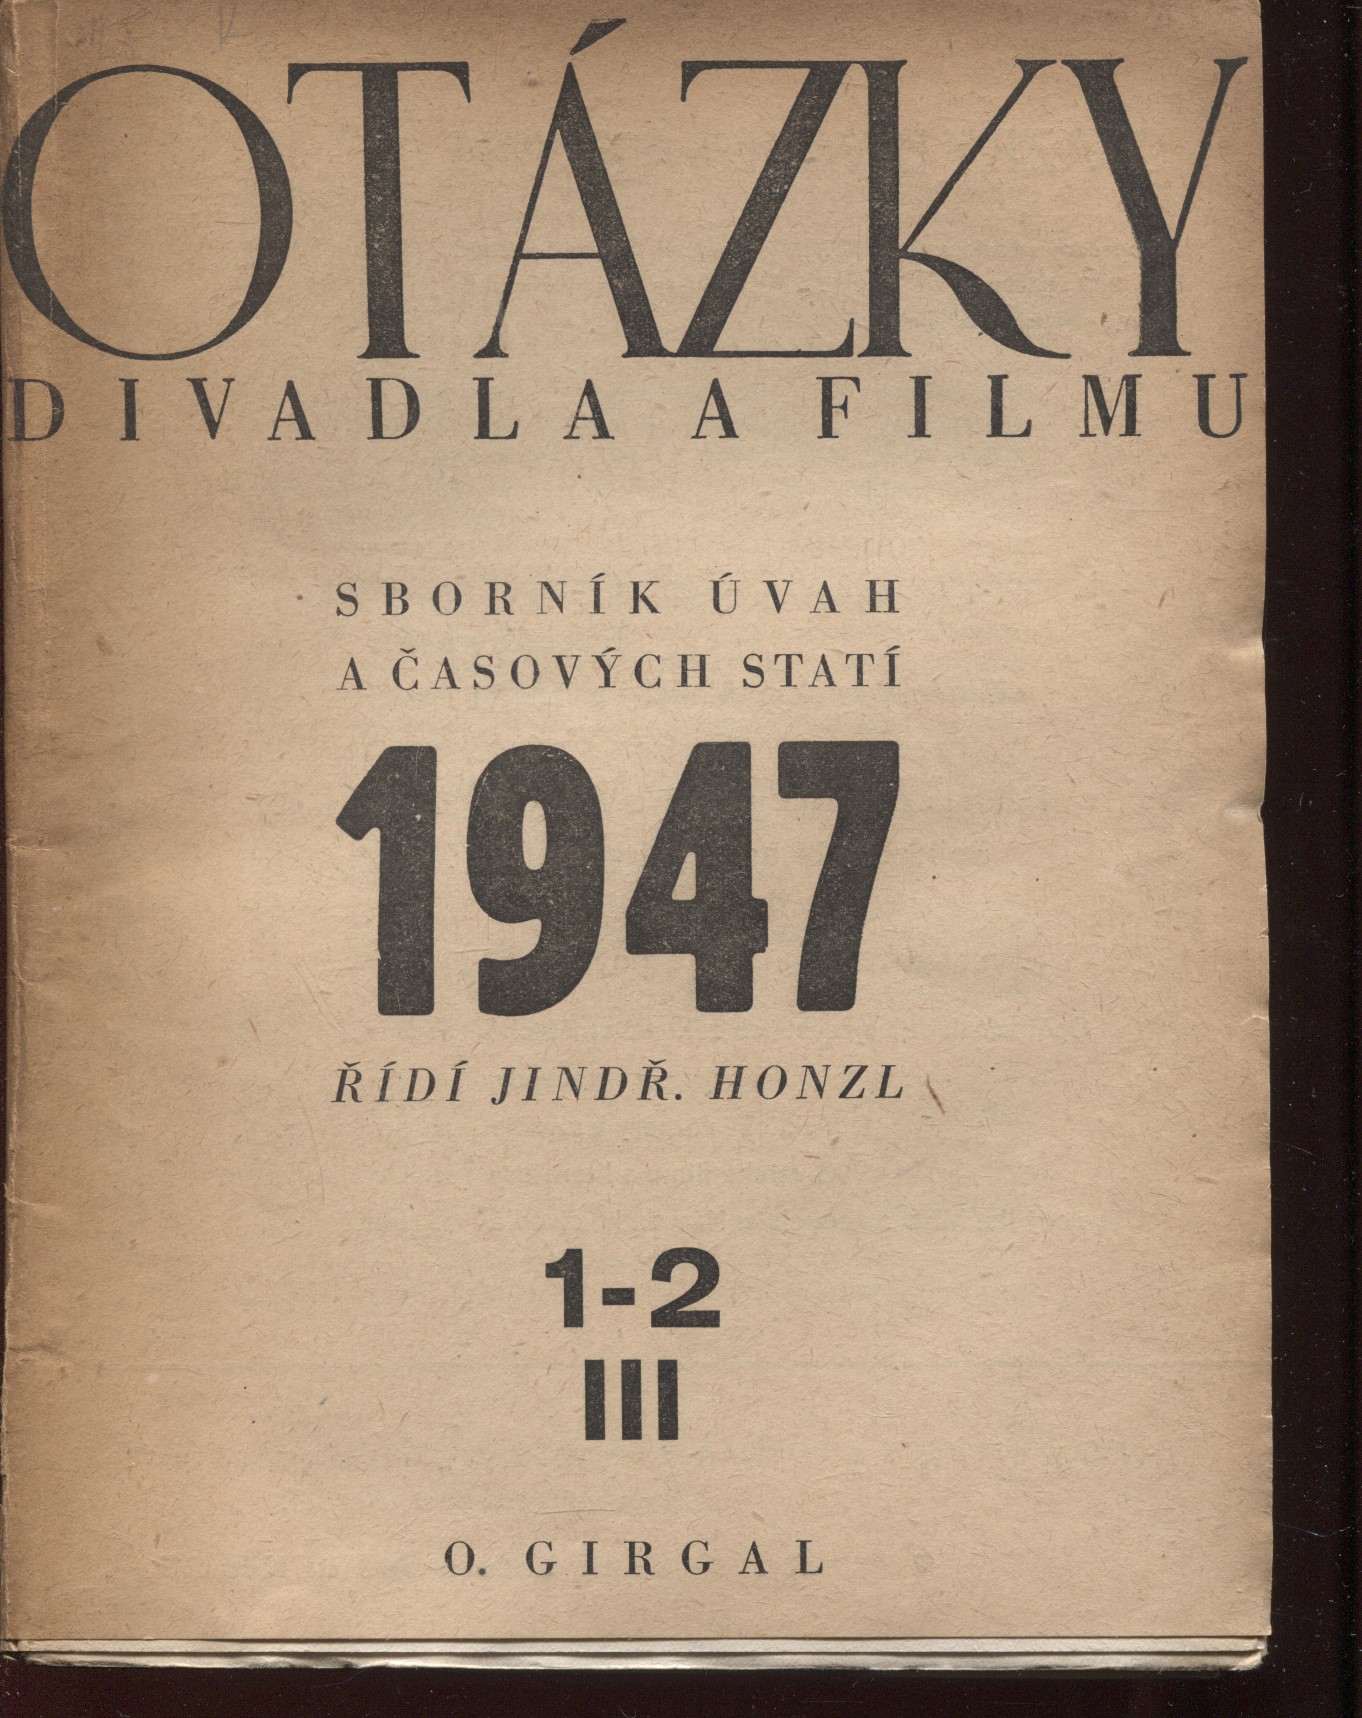 OTÁZKY
DIVADLA A FILMU
SBORNÍK ÚVAH
A ČASOVÝCH STATÍ
1947
ŘÍDÍ JINDŘ. HONZL
1-2
III
O. GIRGAL